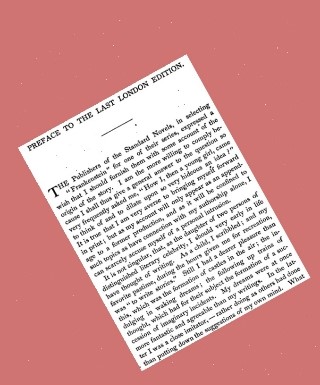 PREFACE TO THE LAST LONDON EDITION.
THE Publishers of the Standard Novels, in selecting
"Frankenstein" for one of their series, expressed a
wish that I should furnish them with some account of the
origin of the story. I am the more willing to comply be-
cause I shall thus give a general answer to the question so
very frequently asked me, "How I, then a young girl, came
to think of and to dilate upon so very hideous an idea?"
It is true that I am very averse to bringing myself forward
in print; but as my account will only appear as an append-
age to a former production, and as it will be confined to
such topics as have connection with my authorship alone, I
can scarcely accuse myself of a personal intrusion.
It is not singular that, as the daughter of two persons of
distinguished literary celebrity, I should very early in life
have thought of writing. As a child, I scribbled; and my
favorite pastime, during the hours given me for recreation,
was "to write stories." Still I had a dearer pleasure than
this, which was the formation of castles in the air; the in-
dulging in waking dreams; the following up trains of
thought, which had for their subject the formation of a suc-
cession of imaginary incidents. My dreams were at once
more fantastic and agreeable than my writings. In the lat-
ter I was a close imitator,—rather doing as others had done
than putting down the suggestions of my own mind. What